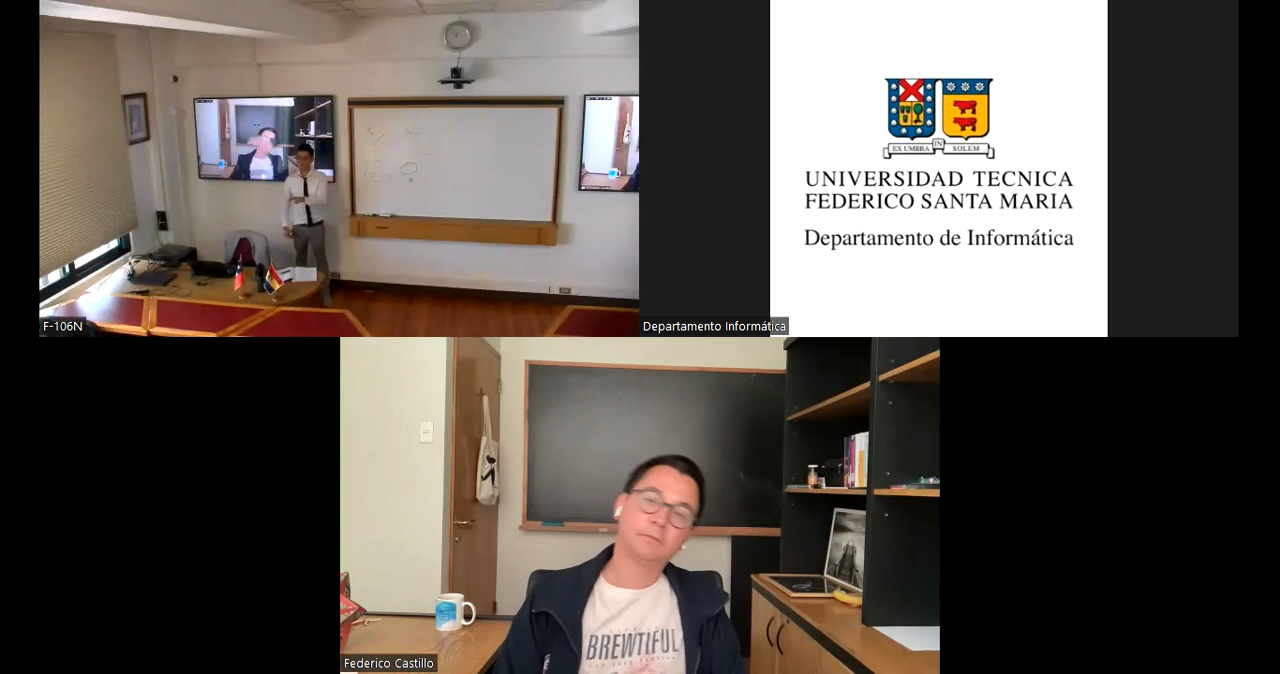 F-106N
EX UMBRA IN SOLEM
UNIVERSIDAD TECNICA
FEDERICO SANTA MARIA
Departamento de Informática
Departamento Informática
BREWTIFUL
Federico Castillo